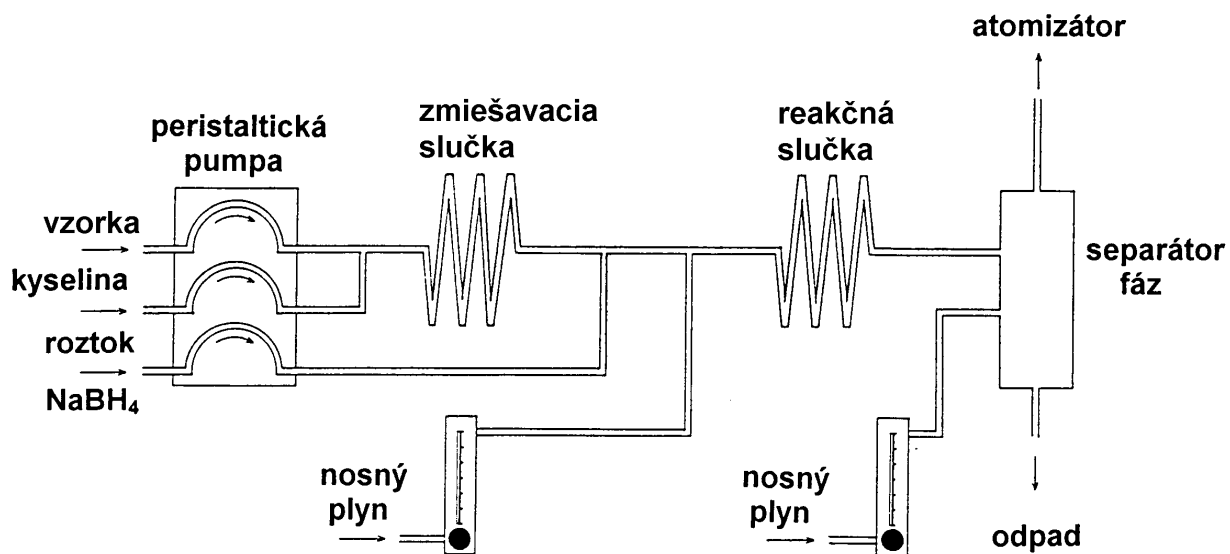 atomizátor
zmiešavacia
slučka
reakčná
slučka
peristaltická
pumpa
vzorka
kyselina
roztok
NaBH₄
separátor
fáz
nosný
plyn
nosný
plyn
odpad